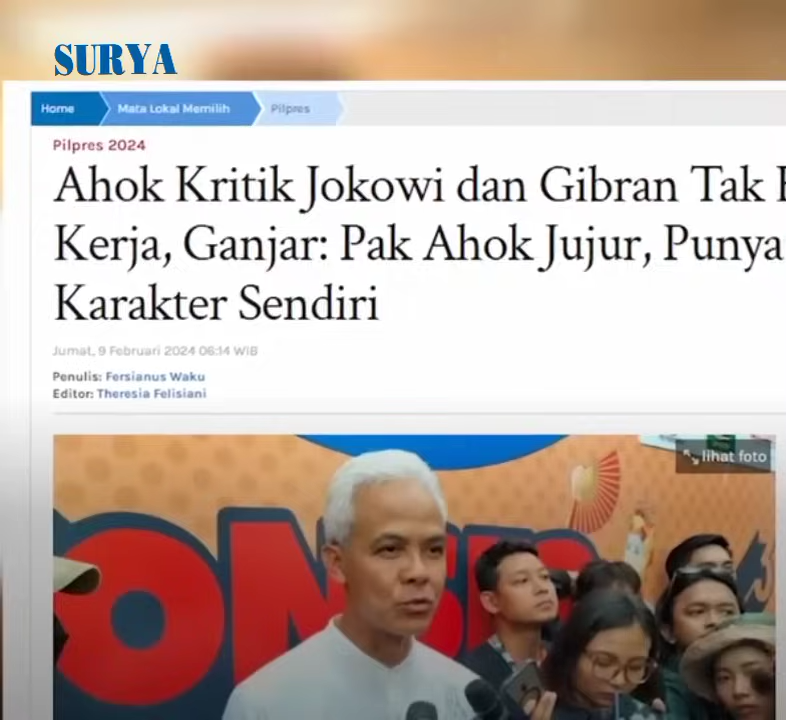 SURYA
Home Mata Lokal Memilih Pilpres
Pilpres 2024
Ahok Kritik Jokowi dan Gibran Tak
Kerja, Ganjar: Pak Ahok Jujur, Punya
Karakter Sendiri
Jumat, 9 Februari 2024 06:14 WIB
Penulis: Fersianus Waku
Editor: Theresia Felisiani
lihat foto